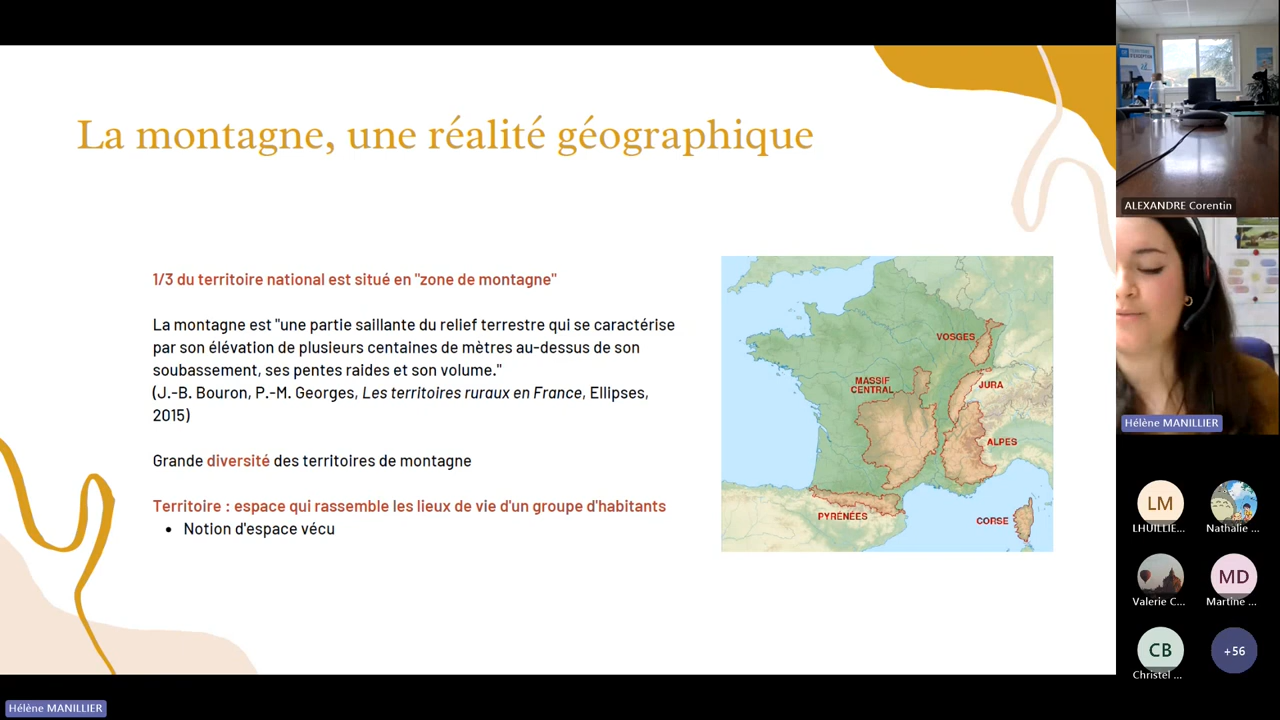 La montagne, une réalité géographique
1/3 du territoire national est situé en "zone de montagne"
La montagne est "une partie saillante du relief terrestre qui se caractérise
par son élévation de plusieurs centaines de mètres au-dessus de son
soubassement, ses pentes raides et son volume."
(J.-B. Bouron, P.-M. Georges, Les territoires ruraux en France, Ellipses,
2015)
Grande diversité des territoires de montagne
Territoire : espace qui rassemble les lieux de vie d'un groupe d'habitants
• Notion d'espace vécu
VOSGES
MASSIF
CENTRAL
JURA
ALPES
PYRÉNÉES
CORSE
ALEXANDRE Corentin
Hélène MANILLIER
LM
LHUILLIE...
Nathalie ...
Valerie C...
MD
Martine ...
CB
Christel ...
+56
Hélène MANILLIER